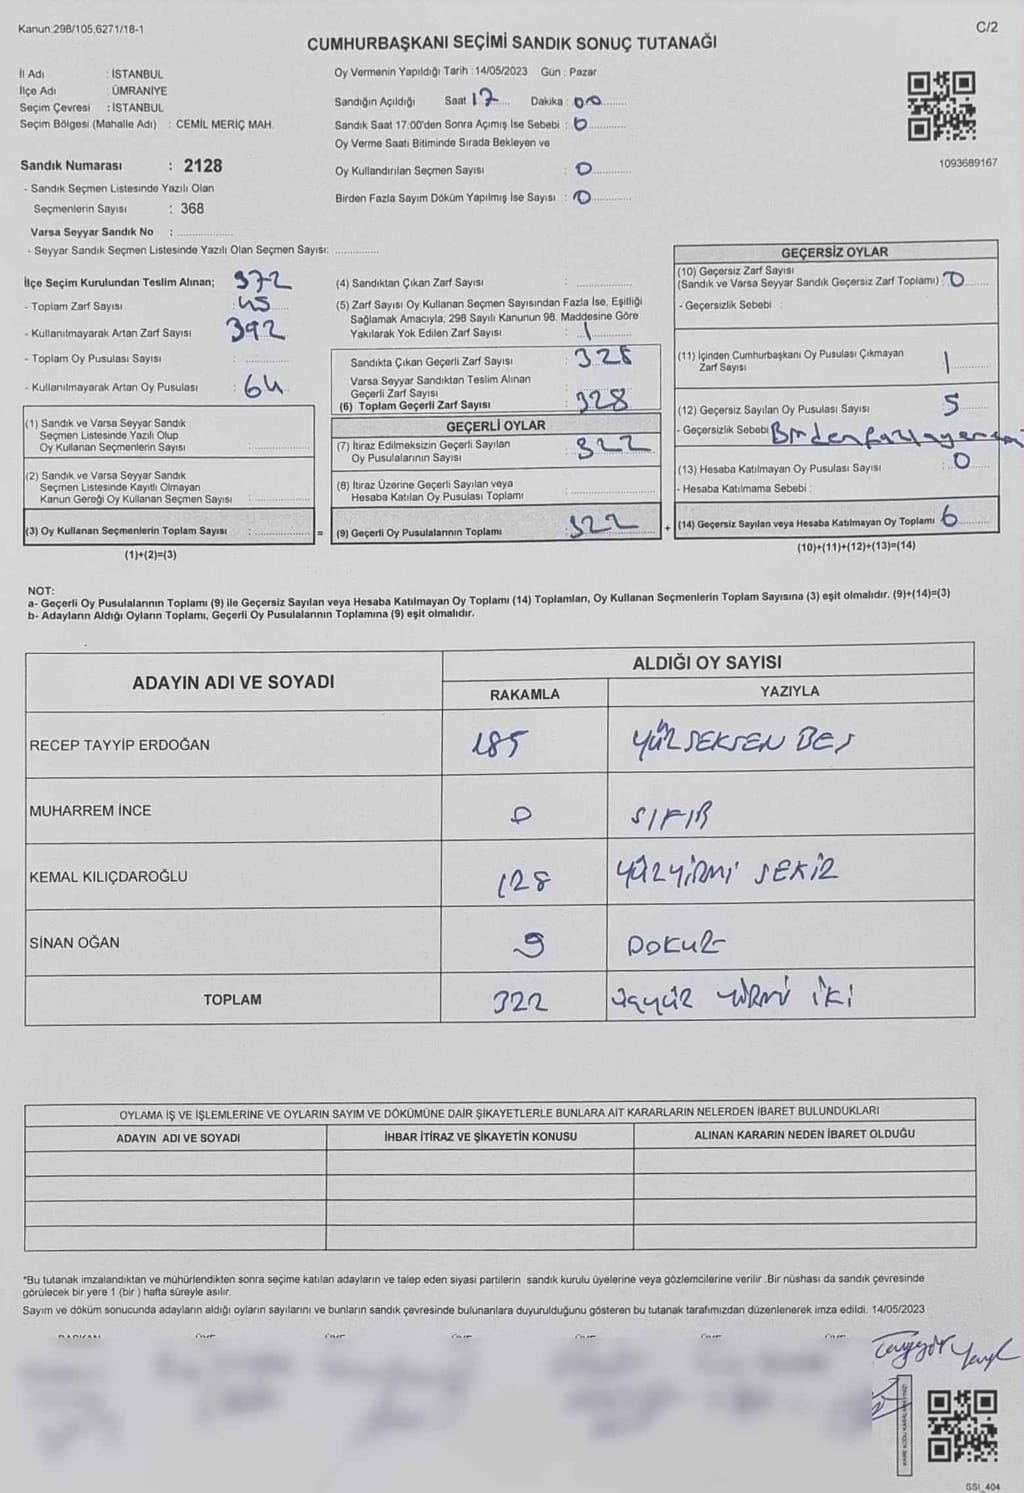 Kanun;298/105,6271/18-1
C/2
CUMHURBAŞKANI SEÇİMİ SANDIK SONUÇ TUTANAĞI
İl Adı : İSTANBUL
İlçe Adı : ÜMRANİYE
Seçim Çevresi : İSTANBUL
Seçim Bölgesi (Mahalle Adı) : CEMİL MERİÇ MAH.
Sandık Numarası : 2128
- Sandık Seçmen Listesinde Yazılı Olan
Seçmenlerin Sayısı : 368
Varsa Seyyar Sandık No : ..............
- Seyyar Sandık Seçmen Listesinde Yazılı Olan Seçmen Sayısı: ..............
Oy Vermenin Yapıldığı Tarih : 14/05/2023 Gün : Pazar
Sandığın Açıldığı Saat 17 Dakika : 00
Sandık Saat 17:00'den Sonra Açımış İse Sebebi : 0
Oy Verme Saati Bitiminde Sırada Bekleyen ve
Oy Kullandırılan Seçmen Sayısı : 0
Birden Fazla Sayım Döküm Yapılmış İse Sayısı : 0
1093689167
İlçe Seçim Kurulundan Teslim Alınan; 372
- Toplam Zarf Sayısı : 45
- Kullanılmayarak Artan Zarf Sayısı 392
- Toplam Oy Pusulası Sayısı : ..............
- Kullanılmayarak Artan Oy Pusulası : 64
(1) Sandık ve Varsa Seyyar Sandık
Seçmen Listesinde Yazılı Olup
Oy Kullanan Seçmenlerin Sayısı : ..............
(2) Sandık ve Varsa Seyyar Sandık
Seçmen Listesinde Kayıtlı Olmayan
Kanun Gereği Oy Kullanan Seçmen Sayısı : ..............
(3) Oy Kullanan Seçmenlerin Toplam Sayısı : .............. =
(1)+(2)=(3)
(4) Sandıktan Çıkan Zarf Sayısı : ..............
(5) Zarf Sayısı Oy Kullanan Seçmen Sayısından Fazla İse, Eşitliği
Sağlamak Amacıyla; 298 Sayılı Kanunun 98. Maddesine Göre
Yakılarak Yok Edilen Zarf Sayısı : 1
Sandıkta Çıkan Geçerli Zarf Sayısı : 328
Varsa Seyyar Sandıktan Teslim Alınan
Geçerli Zarf Sayısı
(6) Toplam Geçerli Zarf Sayısı : 328
GEÇERLİ OYLAR
(7) İtiraz Edilmeksizin Geçerli Sayılan
Oy Pusulalarının Sayısı : 322
(8) İtiraz Üzerine Geçerli Sayılan veya
Hesaba Katılan Oy Pusulası Toplamı : ..............
(9) Geçerli Oy Pusulalarının Toplamı : 322 +
GEÇERSİZ OYLAR
(10) Geçersiz Zarf Sayısı
(Sandık ve Varsa Seyyar Sandık Geçersiz Zarf Toplamı) : 0
- Geçersizlik Sebebi :
(11) İçinden Cumhurbaşkanı Oy Pusulası Çıkmayan
Zarf Sayısı 1
(12) Geçersiz Sayılan Oy Pusulası Sayısı 5
- Geçersizlik Sebebi Birden fazla yere
(13) Hesaba Katılmayan Oy Pusulası Sayısı : 0
- Hesaba Katılmama Sebebi :
(14) Geçersiz Sayılan veya Hesaba Katılmayan Oy Toplamı 6
(10)+(11)+(12)+(13)=(14)
NOT:
a- Geçerli Oy Pusulalarının Toplamı (9) ile Geçersiz Sayılan veya Hesaba Katılmayan Oy Toplamı (14) Toplamları, Oy Kullanan Seçmenlerin Toplam Sayısına (3) eşit olmalıdır. (9)+(14)=(3)
b- Adayların Aldığı Oyların Toplamı, Geçerli Oy Pusulalarının Toplamına (9) eşit olmalıdır.
ADAYIN ADI VE SOYADI
ALDIĞI OY SAYISI
RAKAMLA YAZIYLA
RECEP TAYYİP ERDOĞAN 185 YÜZ SEKSEN BEŞ
MUHARREM İNCE 0 SIFIR
KEMAL KILIÇDAROĞLU 128 YÜZ YİRMİ SEKİZ
SİNAN OĞAN 9 DOKUZ
TOPLAM 322 ÜÇYÜZ YİRMİ İKİ
OYLAMA İŞ VE İŞLEMLERİNE VE OYLARIN SAYIM VE DÖKÜMÜNE DAİR ŞİKAYETLERLE BUNLARA AİT KARARLARIN NELERDEN İBARET BULUNDUKLARI
ADAYIN ADI VE SOYADI İHBAR İTİRAZ VE ŞİKAYETİN KONUSU ALINAN KARARIN NEDEN İBARET OLDUĞU
*Bu tutanak imzalandıktan ve mühürlendikten sonra seçime katılan adayların ve talep eden siyasi partilerin sandık kurulu üyelerine veya gözlemcilerine verilir .Bir nüshası da sandık çevresinde
görülecek bir yere 1 (bir ) hafta süreyle asılır.
Sayım ve döküm sonucunda adayların aldığı oyların sayılarını ve bunların sandık çevresinde bulunanlara duyurulduğunu gösteren bu tutanak tarafımızdan düzenlenerek imza edildi. 14/05/2023
SSI_404